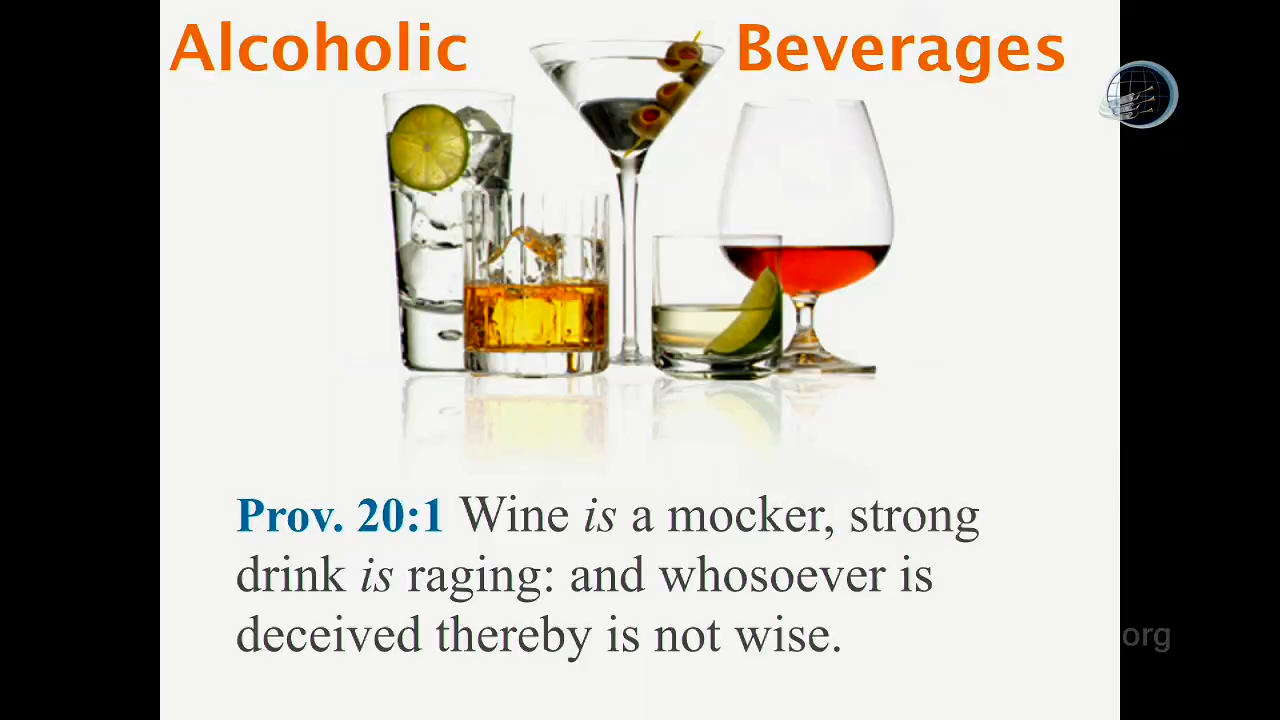 Alcoholic Beverages
Prov. 20:1 Wine is a mocker, strong
drink is raging: and whosoever is
deceived thereby is not wise.
org